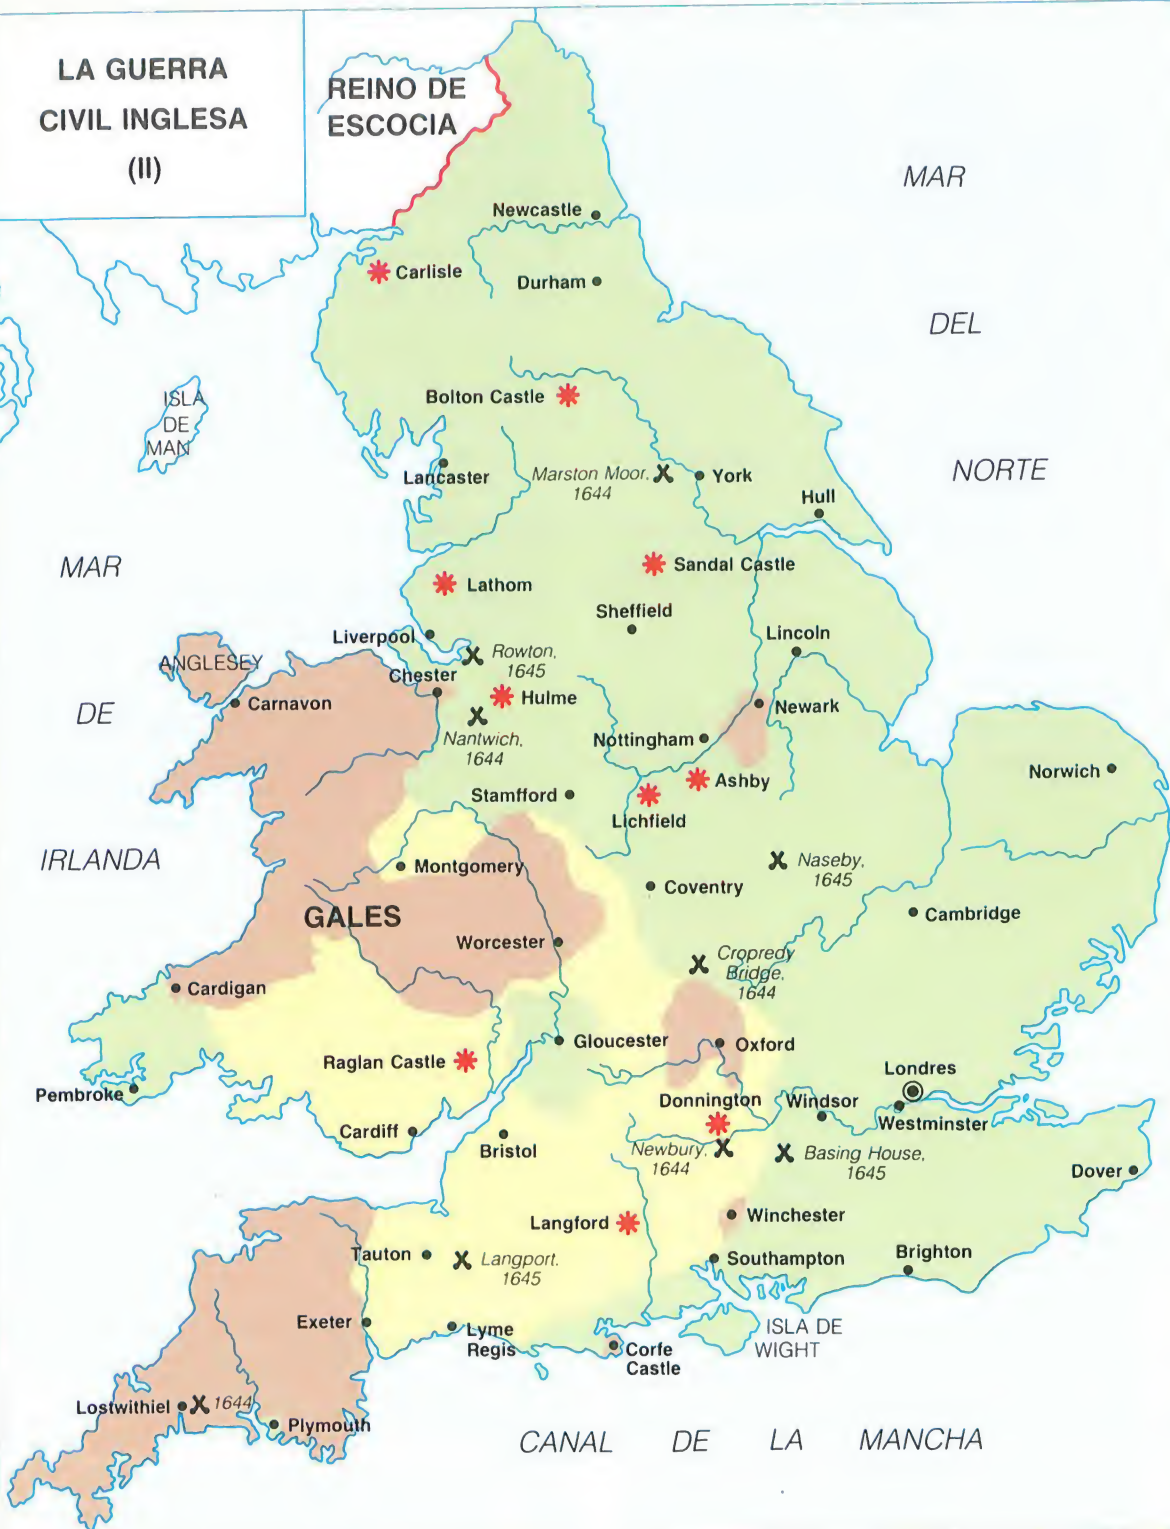 LA GUERRA
CIVIL INGLESA
(II)
REINO DE
ESCOCIA
MAR
Newcastle
Carlisle
Durham
DEL
ISLA
DE
MAN
Bolton Castle
Lancaster
Marston Moor,
1644
York
NORTE
Hull
MAR
Lathom
Sandal Castle
Sheffield
Liverpool
Lincoln
Rowton,
1645
ANGLESEY
Chester
Carnavon
Hulme
Newark
DE
Nantwich,
1644
Nottingham
Norwich
Stamfford
Ashby
Lichfield
IRLANDA
Montgomery
Naseby,
1645
Coventry
GALES
Cambridge
Worcester
Cropredy
Bridge,
1644
Cardigan
Gloucester
Oxford
Raglan Castle
Londres
Pembroke
Donnington
Windsor
Westminster
Cardiff
Bristol
Newbury,
1644
Basing House,
1645
Dover
Langford
Winchester
Tauton
Langport.
1645
Southampton
Brighton
Exeter
Lyme
Regis
ISLA DE
WIGHT
Corfe
Castle
Lostwithiel
1644
Plymouth
CANAL DE LA MANCHA